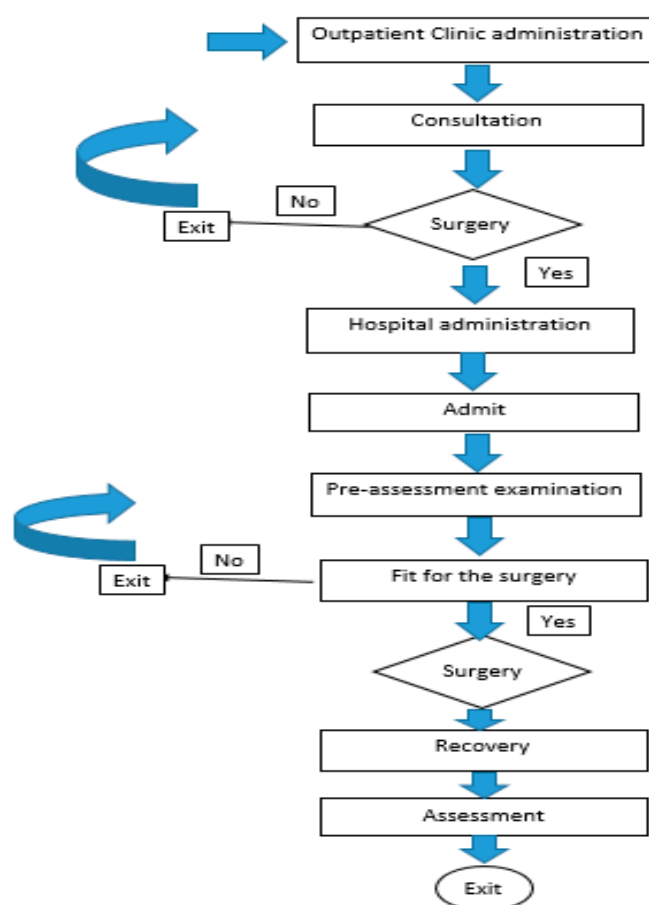 Outpatient Clinic administration
Consultation
No
Exit
Surgery
Yes
Hospital administration
Admit
Pre-assessment examination
No
Exit
Fit for the surgery
Yes
Surgery
Recovery
Assessment
Exit